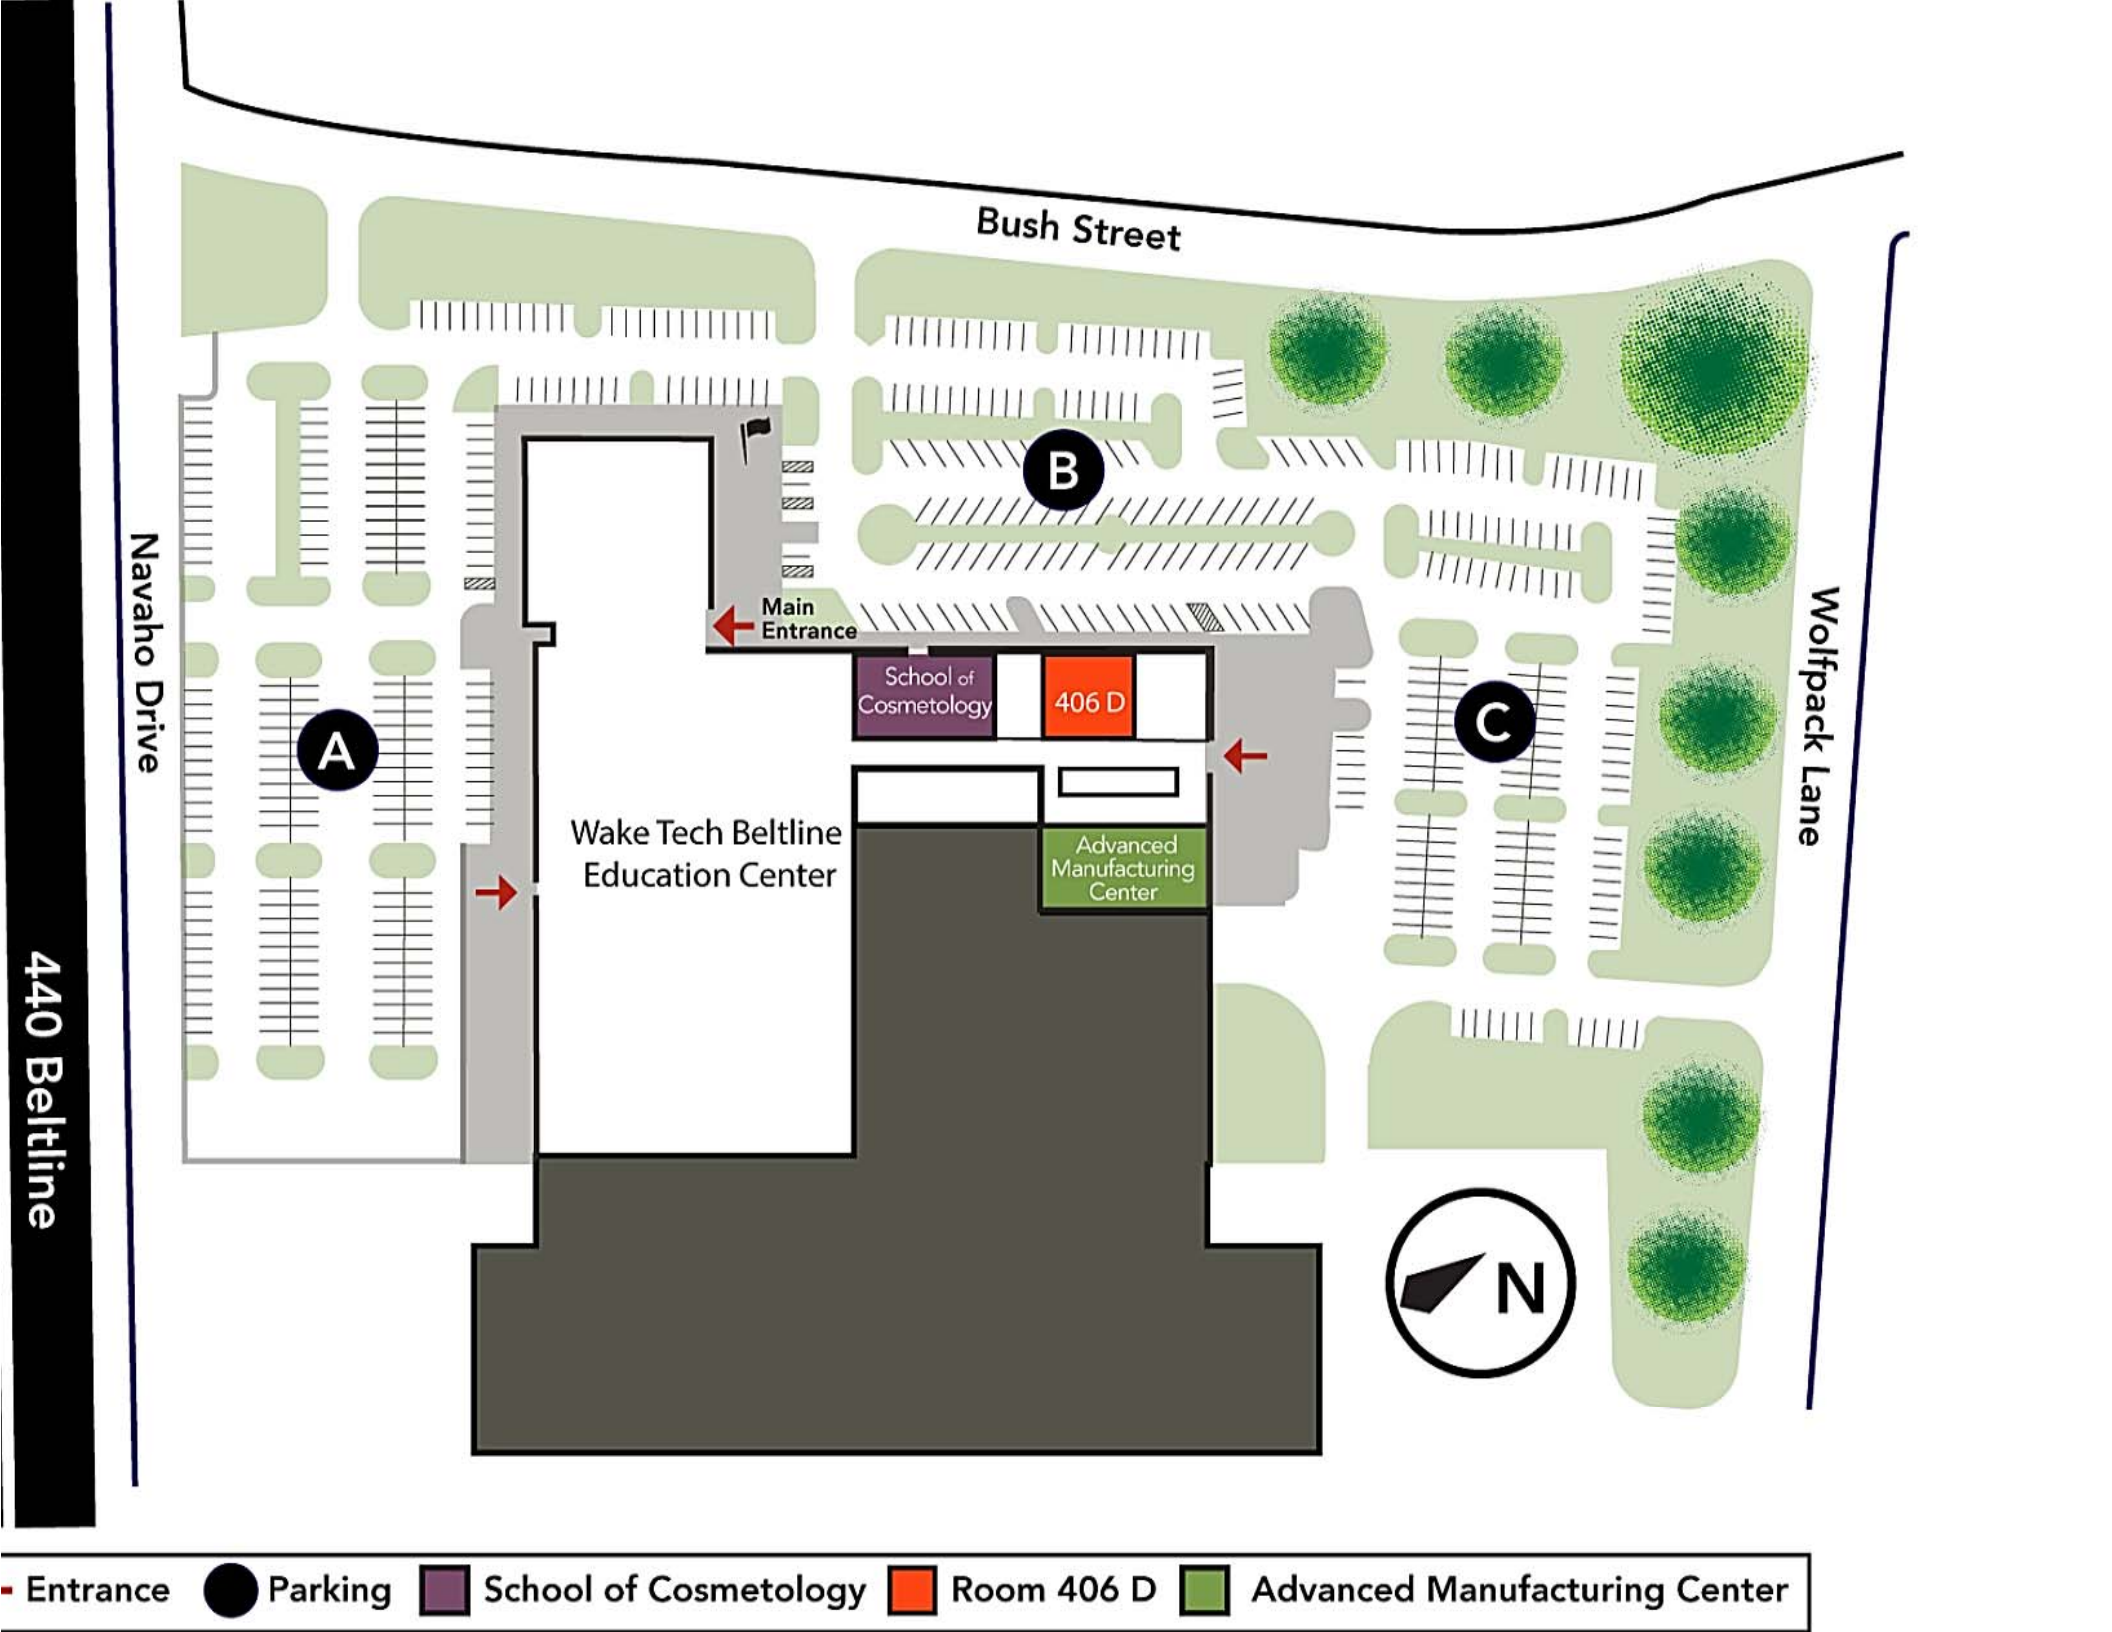 Bush Street
B
Main
Entrance
Navaho Drive
A
School of
Cosmetology
406 D
C
Wolfpack Lane
Wake Tech Beltline
Education Center
Advanced
Manufacturing
Center
440 Beltline
N
Entrance
Parking
School of Cosmetology
Room 406 D
Advanced Manufacturing Center